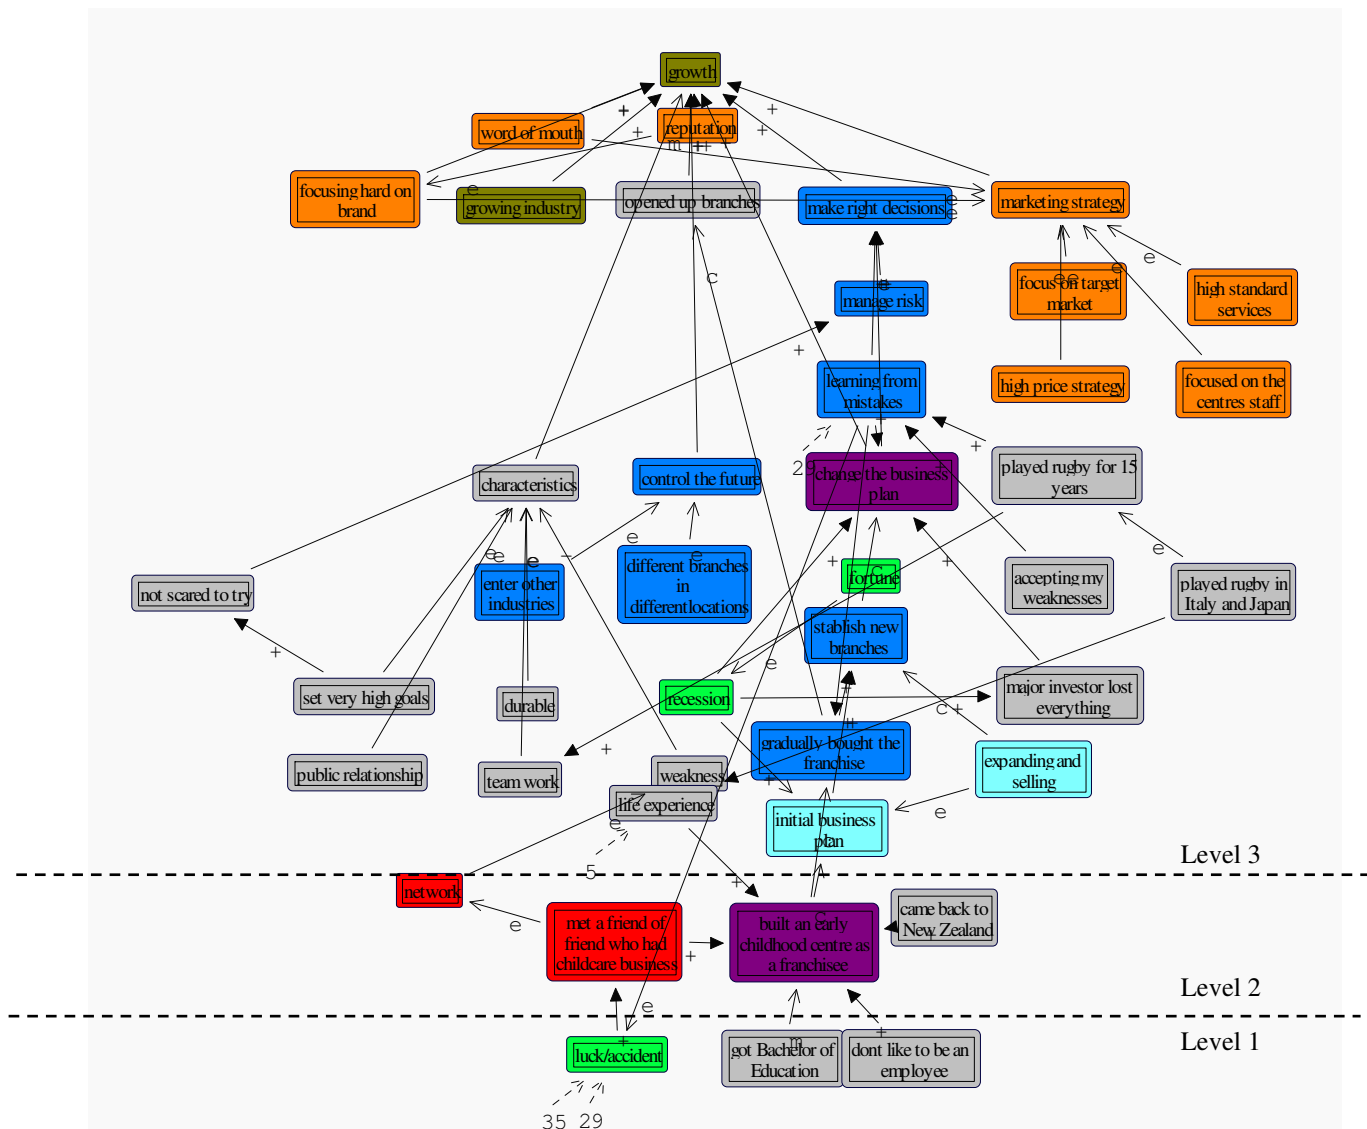 growth
word of mouth
reputation
+
+
+
+
m
++
+
focusing hard on
brand
e
growing industry
opened up branches
make right decisions
e
e
marketing strategy
c
manage risk
e
focus on target
market
e
e
e
e
high standard
services
+
learning from
mistakes
high price strategy
focused on the
centres staff
+
29
+
+
characteristics
control the future
change the business
plan
played rugby for 15
years
e
e
e
–
e
e
+
+
e
not scared to try
enter other
industries
different branches
in
differentlocations
fortune
c
accepting my
weaknesses
played rugby in
Italy and Japan
stablish new
branches
+
e
set very high goals
durable
recession
+
major investor lost
everything
c
+
+
++
gradually bought the
franchise
public relationship
team work
weakness
+
expanding and
selling
life experience
e
e
initial business
plan
c
5
Level 3
network
+
e
met a friend of
friend who had
childcare business
+
built an early
childhood centre as
a franchisee
c
came back to
New Zealand
+
Level 2
e
+
luck/accident
got Bachelor of
Education
m
dont like to be an
employee
+
Level 1
35
29